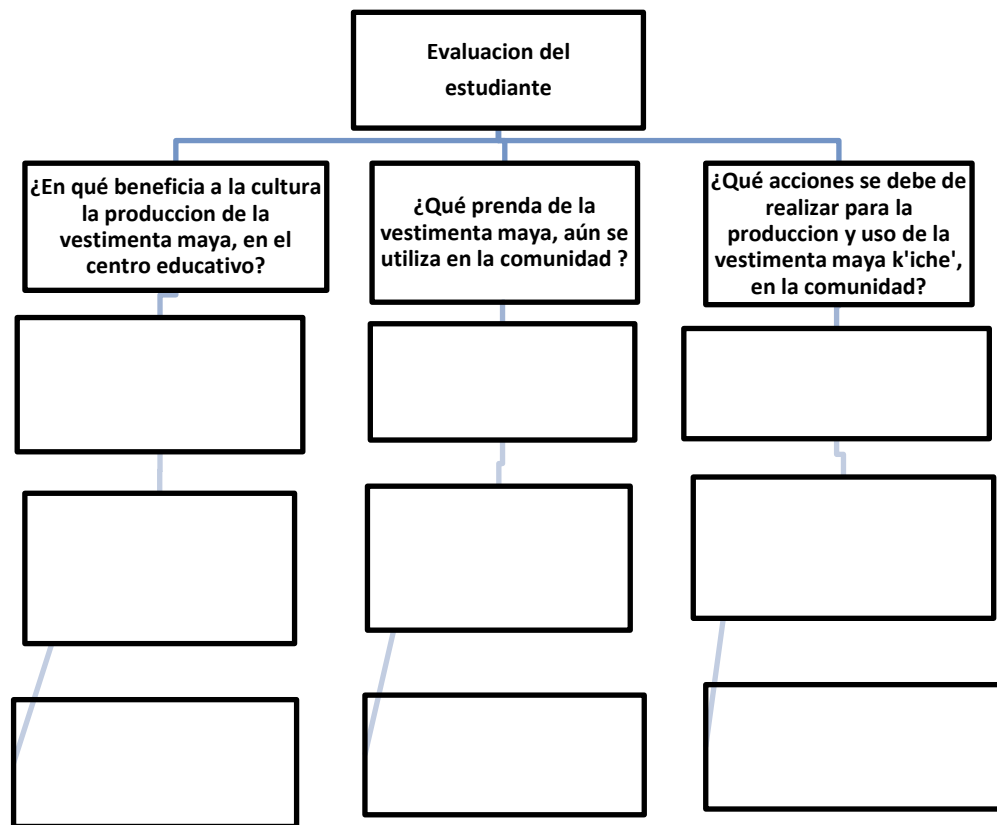 Evaluacion del
estudiante
¿En qué beneficia a la cultura
la produccion de la
vestimenta maya, en el
centro educativo?
¿Qué prenda de la
vestimenta maya, aún se
utiliza en la comunidad ?
¿Qué acciones se debe de
realizar para la
produccion y uso de la
vestimenta maya k'iche',
en la comunidad?